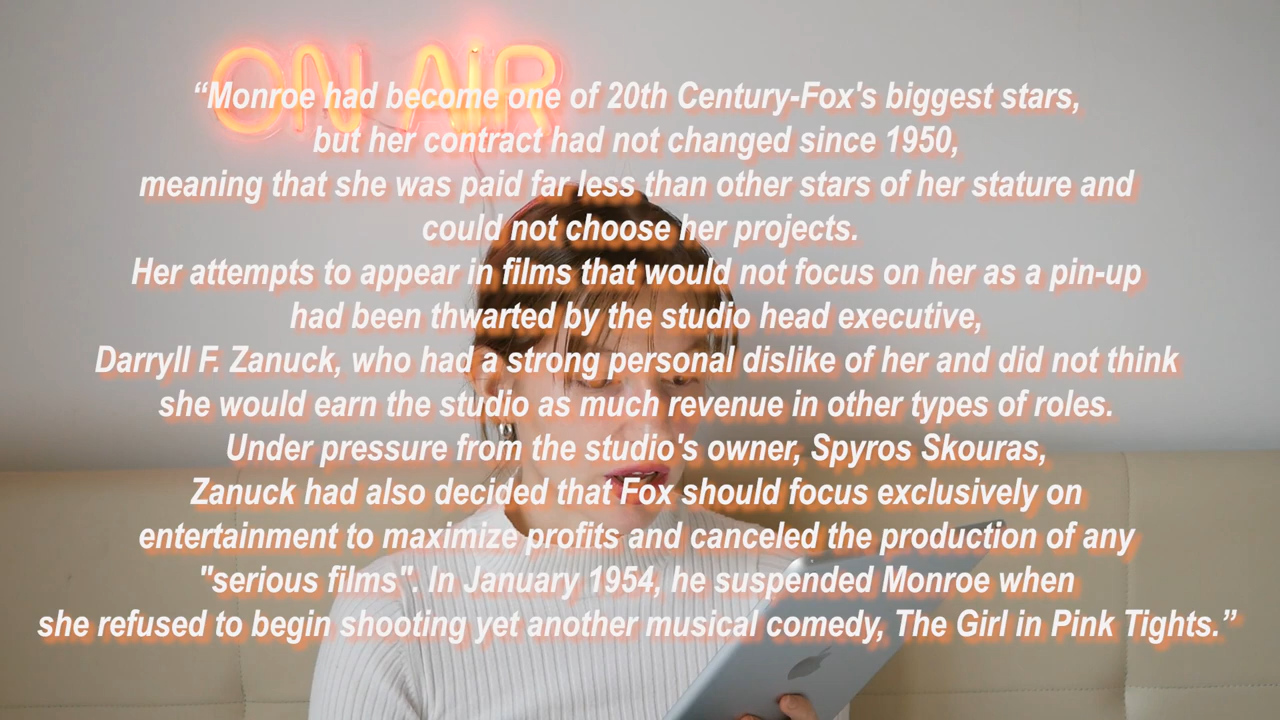 ON AIR
“Monroe had become one of 20th Century-Fox's biggest stars,
but her contract had not changed since 1950,
meaning that she was paid far less than other stars of her stature and
could not choose her projects.
Her attempts to appear in films that would not focus on her as a pin-up
had been thwarted by the studio head executive,
Darryll F. Zanuck, who had a strong personal dislike of her and did not think
she would earn the studio as much revenue in other types of roles.
Under pressure from the studio's owner, Spyros Skouras,
Zanuck had also decided that Fox should focus exclusively on
entertainment to maximize profits and canceled the production of any
"serious films". In January 1954, he suspended Monroe when
she refused to begin shooting yet another musical comedy, The Girl in Pink Tights.”